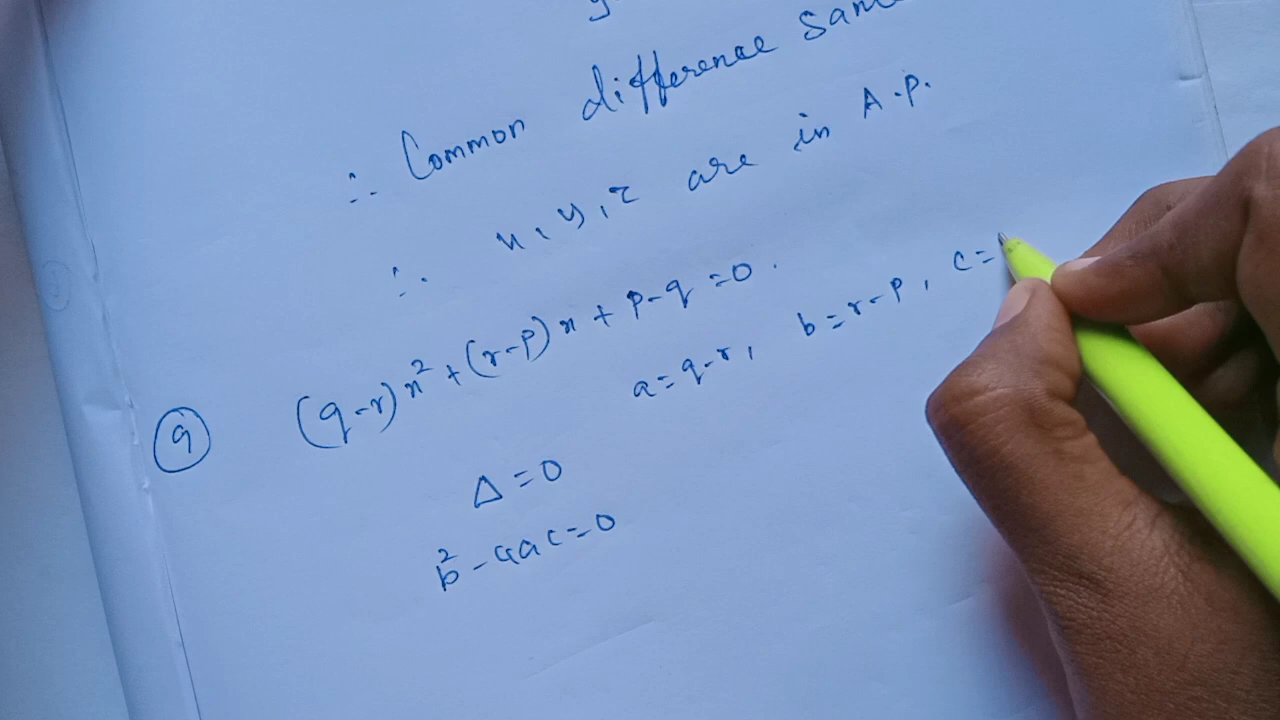 ∴ Common difference same
∴ x, y, z are in A.P.
9 (q-r)x² + (r-p)x + p-q = 0.
a = q-r, b = r-p, c =
Δ = 0
b² - 4ac = 0